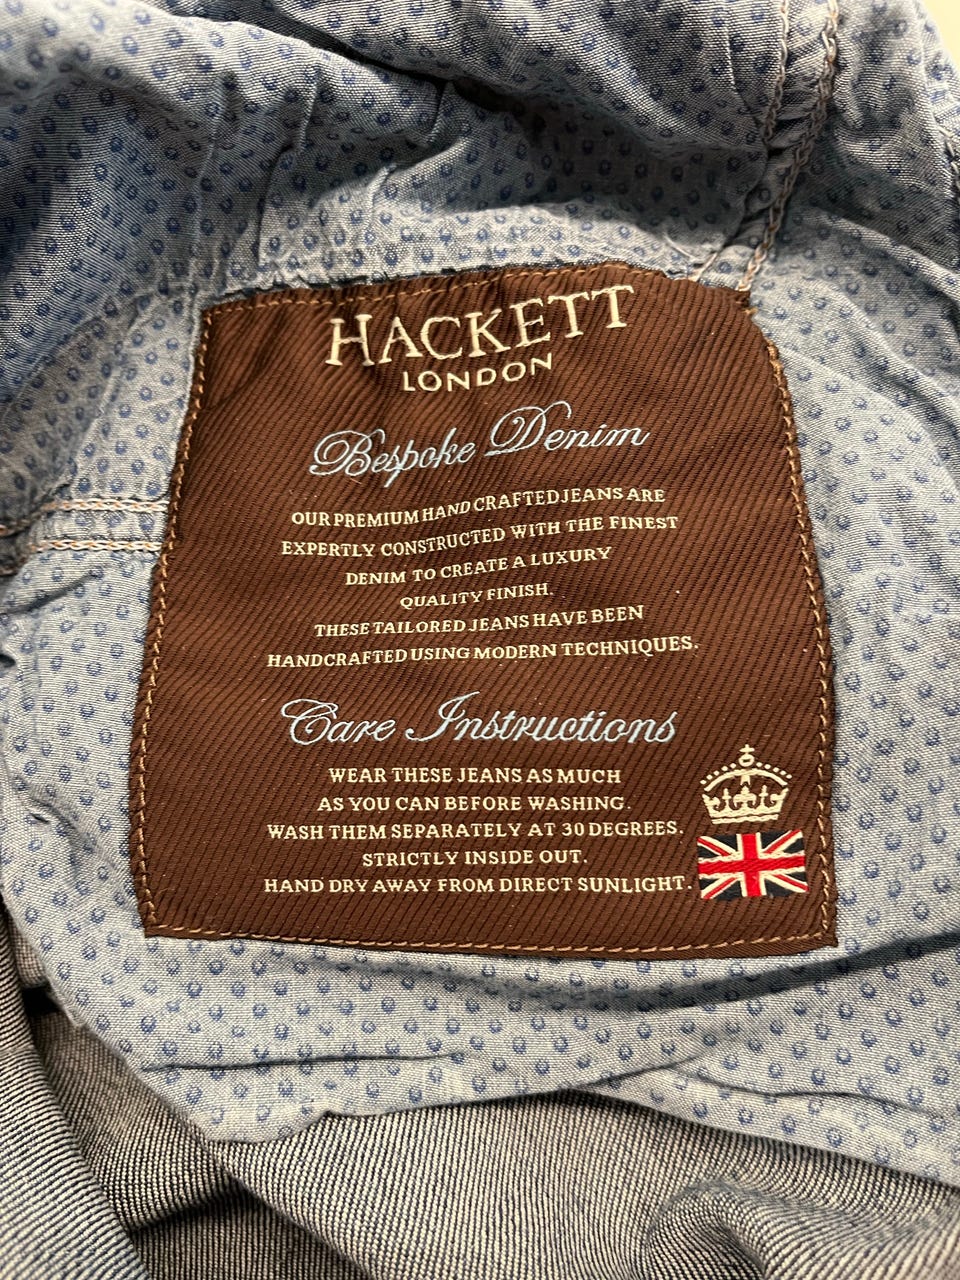 HACKETT
LONDON
Bespoke Denim
OUR PREMIUM HAND CRAFTED JEANS ARE
EXPERTLY CONSTRUCTED WITH THE FINEST
DENIM TO CREATE A LUXURY
QUALITY FINISH.
THESE TAILORED JEANS HAVE BEEN
HANDCRAFTED USING MODERN TECHNIQUES.
Care Instructions
WEAR THESE JEANS AS MUCH
AS YOU CAN BEFORE WASHING.
WASH THEM SEPARATELY AT 30 DEGREES.
STRICTLY INSIDE OUT.
HAND DRY AWAY FROM DIRECT SUNLIGHT.